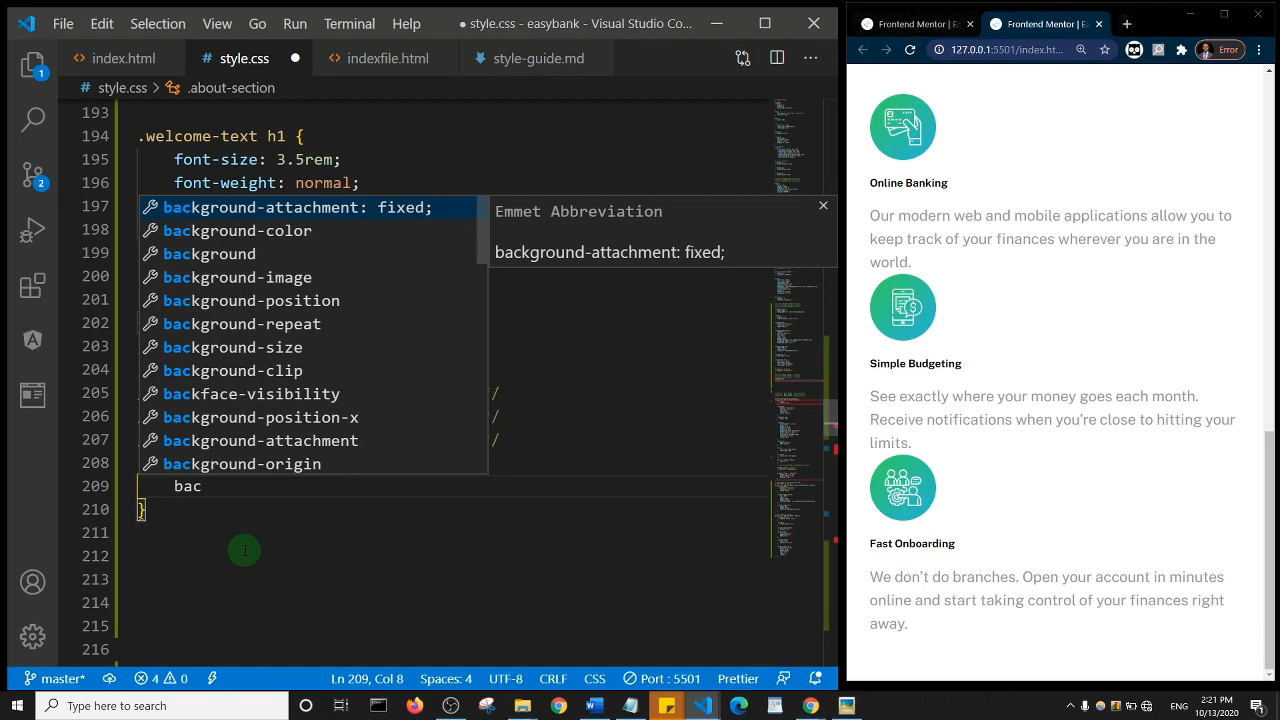 File Edit View Run Terminal Help
● style.css - easybank - Visual Studio Co...
index.html
style.css
indexfile.html
style-guide.md
style.css > .about-section
193
194 .welcome-text h1 {
195 font-size: 3.5rem;
196
197
198
199
200
201
202
203
204
205
206
207
208
209 bac
}
211
212
213
214
215
216
background-attachment: fixed;
background-color
background
background-image
background-position
background-repeat
background-size
background-clip
backface-visibility
background-attachment
background-origin
Emmet Abbreviation
background-attachment: fixed;
1
2
master*
4 0
Ln 209, Col 8
Spaces: 4
UTF-8
CRLF
CSS
Port : 5501
Prettier
Frontend Mentor | E
Frontend Mentor | E
127.0.0.1:5501/index.ht...
Error
Online Banking
Our modern web and mobile applications allow you to
keep track of your finances wherever you are in the
world.
Simple Budgeting
See exactly where your money goes each month.
Receive notifications when you’re close to hitting your
limits.
Fast Onboarding
We don’t do branches. Open your account in minutes
online and start taking control of your finances right
away.
Type here to search
ENG
2:21 PM
10/13/2020
1